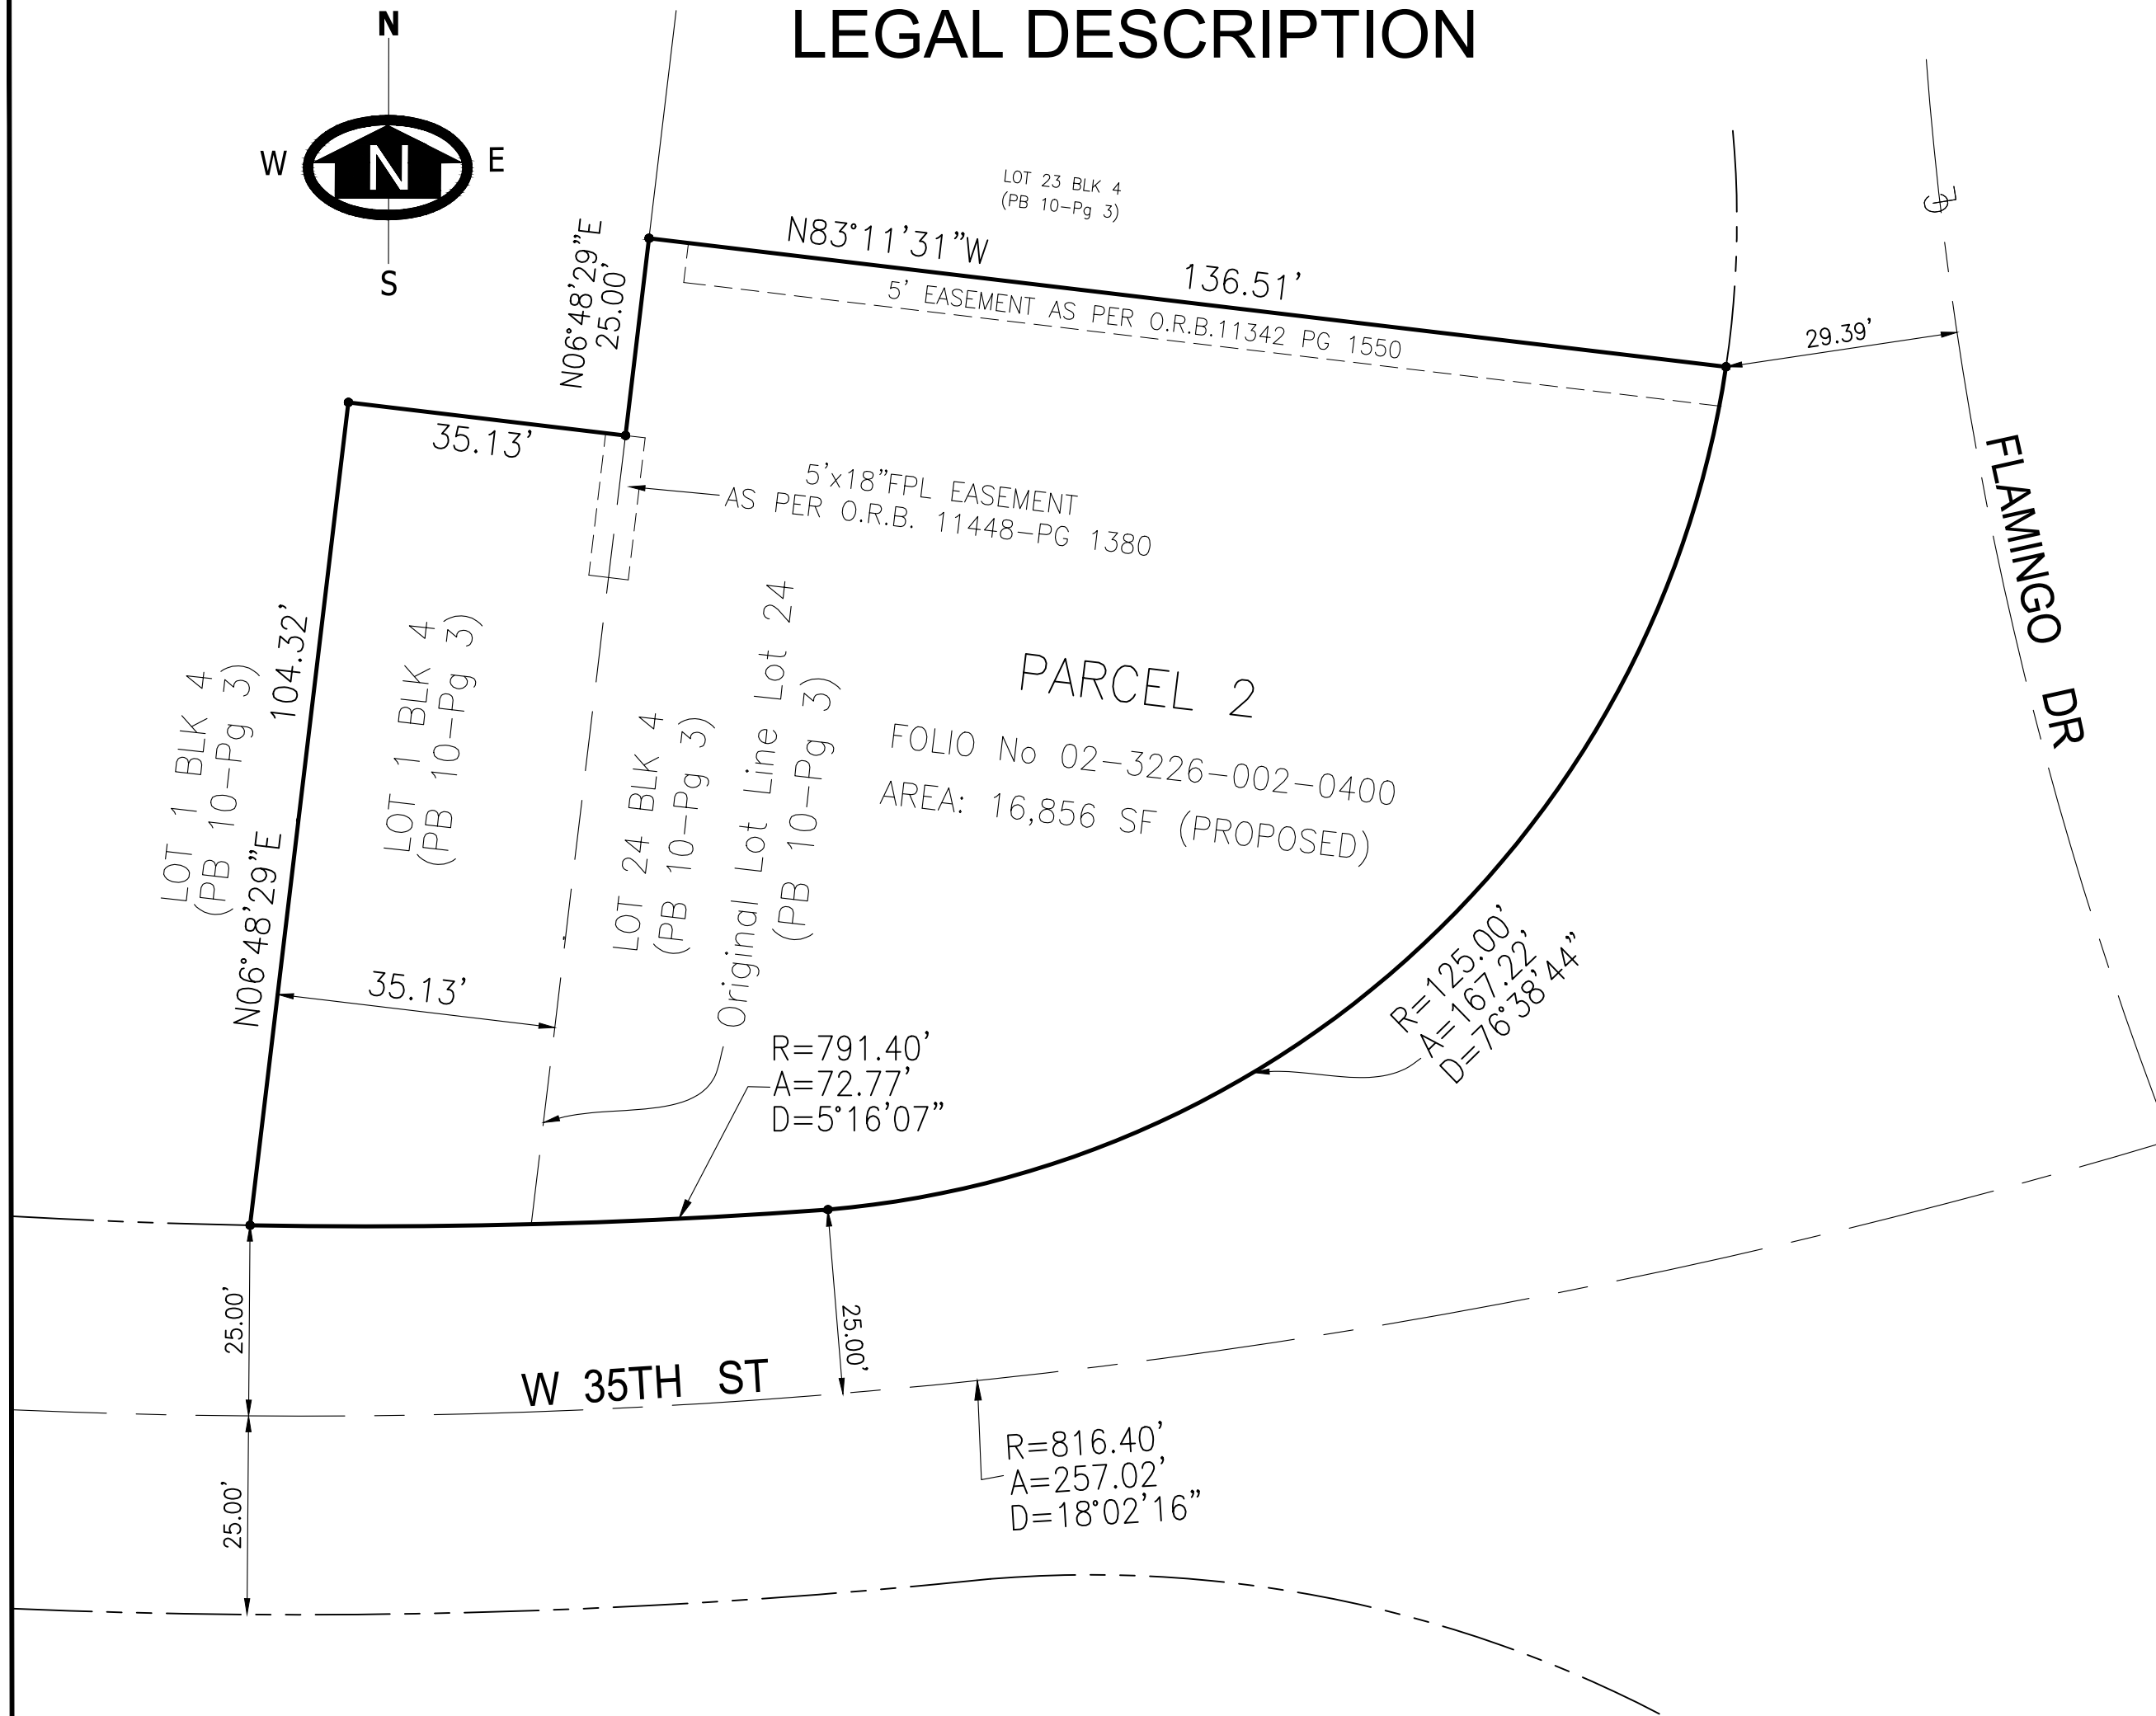 LEGAL DESCRIPTION
N
W
N
E
S
LOT 23 BLK 4
(PB 10-Pg 3)
N83°11'31"W
136.51'
5' EASEMENT AS PER O.R.B.11342 PG 1550
N06°48'29"E
25.00'
29.39'
CL
FLAMINGO DR
35.13'
5'x18"FPL EASEMENT
AS PER O.R.B. 11448-PG 1380
LOT 1 BLK 4
(PB 10-Pg 3)
N06°48'29"E
104.32'
LOT 1 BLK 4
(PB 10-Pg 3)
LOT 24 BLK 4
(PB 10-Pg 3)
Original Lot Line Lot 24
(PB 10-Pg 3)
PARCEL 2
FOLIO No 02-3226-002-0400
AREA: 16,856 SF (PROPOSED)
35.13'
R=791.40'
A=72.77'
D=5°16'07"
R=125.00'
A=167.22'
D=76°38'44"
25.00'
25.00'
W 35TH ST
25.00'
R=816.40'
A=257.02'
D=18°02'16"